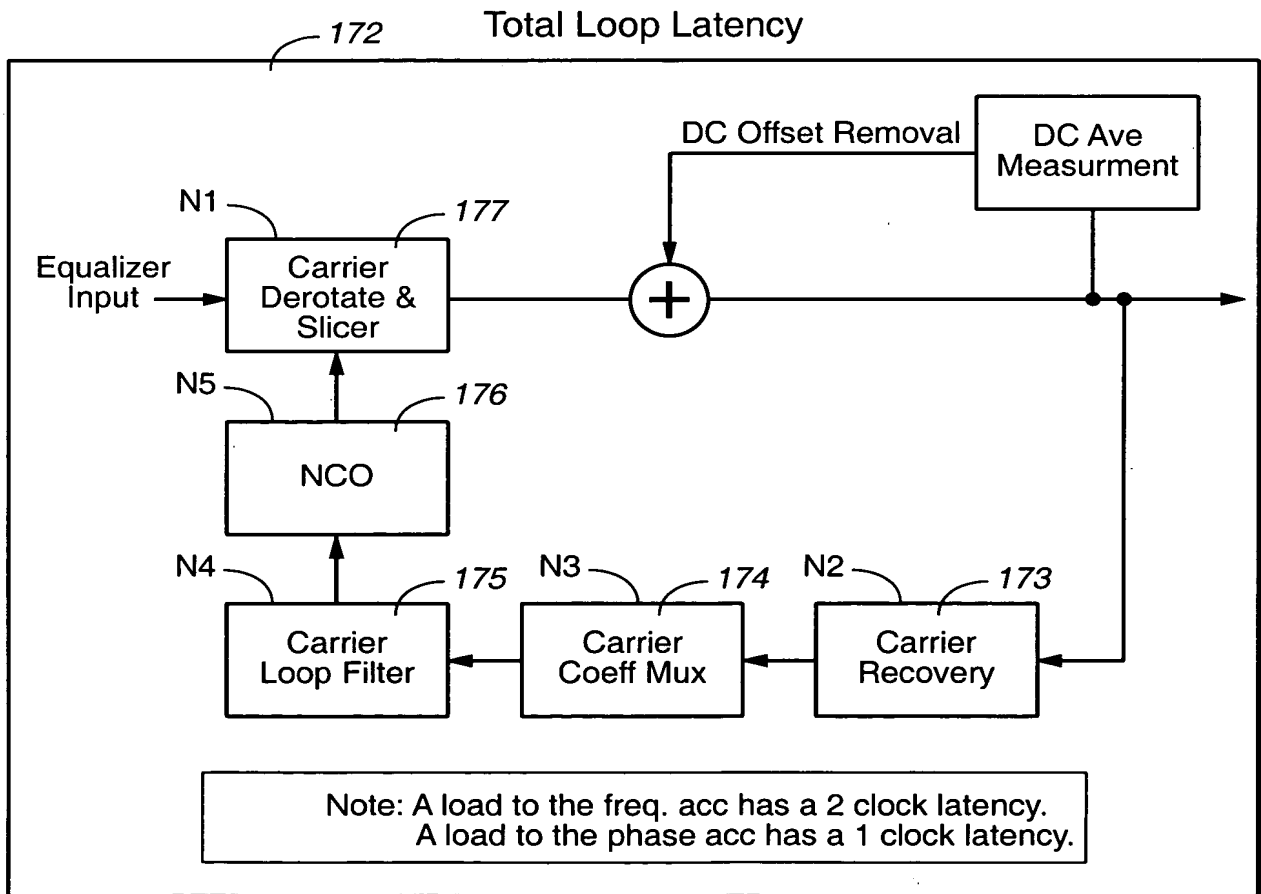 Total Loop Latency
172
DC Offset Removal
DC Ave
Measurment
N1
177
Equalizer
Input
Carrier
Derotate &
Slicer
+
N5
176
NCO
N4
175
Carrier
Loop Filter
N3
174
Carrier
Coeff Mux
N2
173
Carrier
Recovery
Note: A load to the freq. acc has a 2 clock latency.
A load to the phase acc has a 1 clock latency.